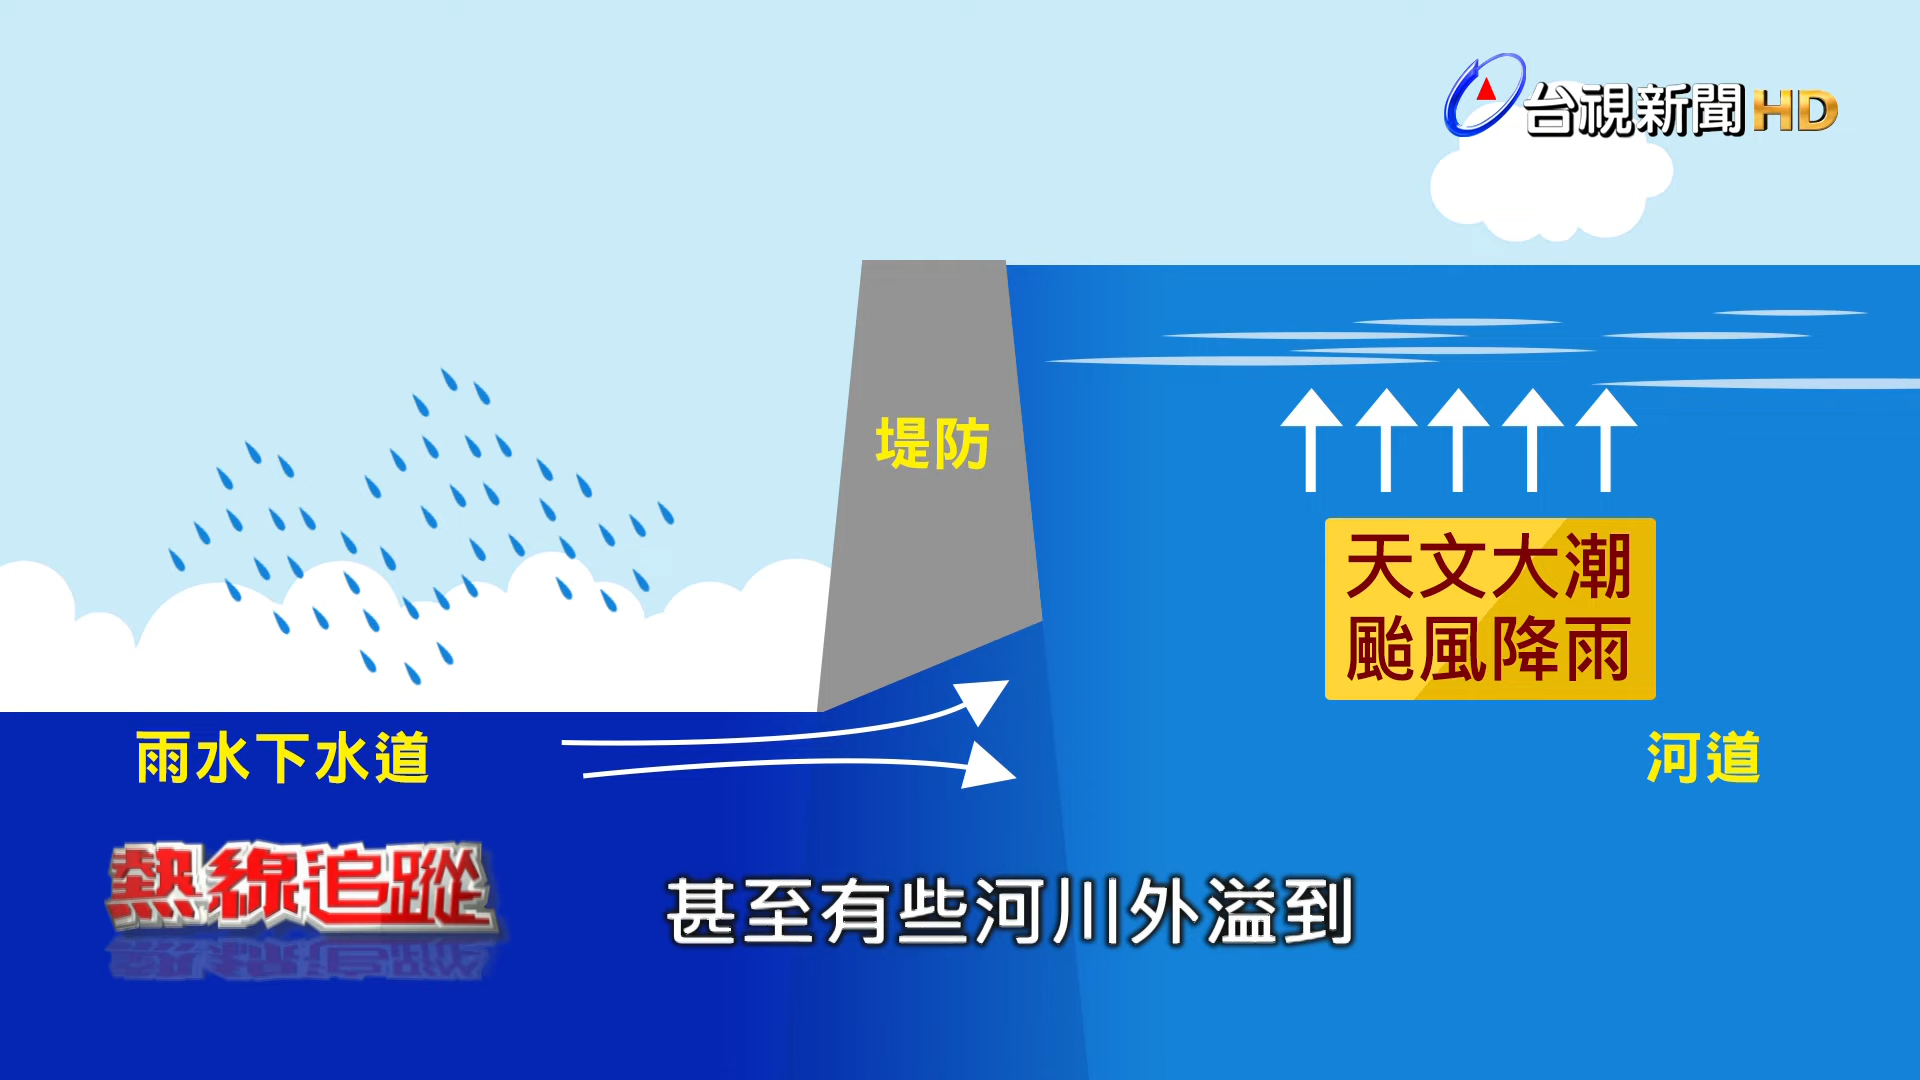 台視新聞HD
堤防
天文大潮
颱風降雨
雨水下水道
河道
熱線追蹤
甚至有些河川外溢到